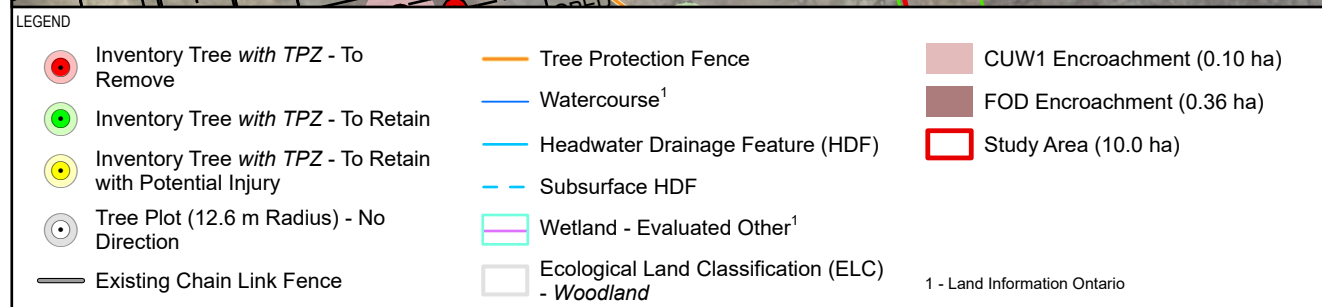 LEGEND
Inventory Tree with TPZ - To
Remove
Inventory Tree with TPZ - To Retain
Inventory Tree with TPZ - To Retain
with Potential Injury
Tree Plot (12.6 m Radius) - No
Direction
Existing Chain Link Fence
Tree Protection Fence
Watercourse1
Headwater Drainage Feature (HDF)
Subsurface HDF
Wetland - Evaluated Other1
Ecological Land Classification (ELC)
- Woodland
CUW1 Encroachment (0.10 ha)
FOD Encroachment (0.36 ha)
Study Area (10.0 ha)
1 - Land Information Ontario